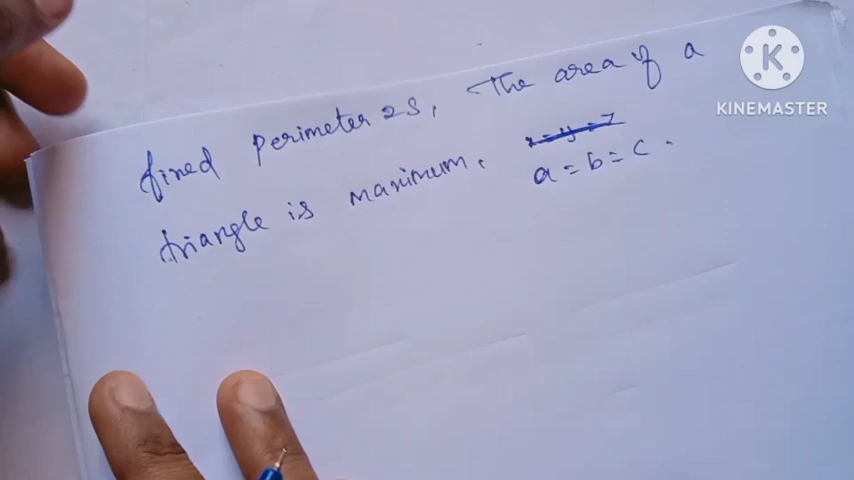 fixed perimeter 2S, The area of a
triangle is maximum. x=y=z
a=b=c.
K
KINEMASTER